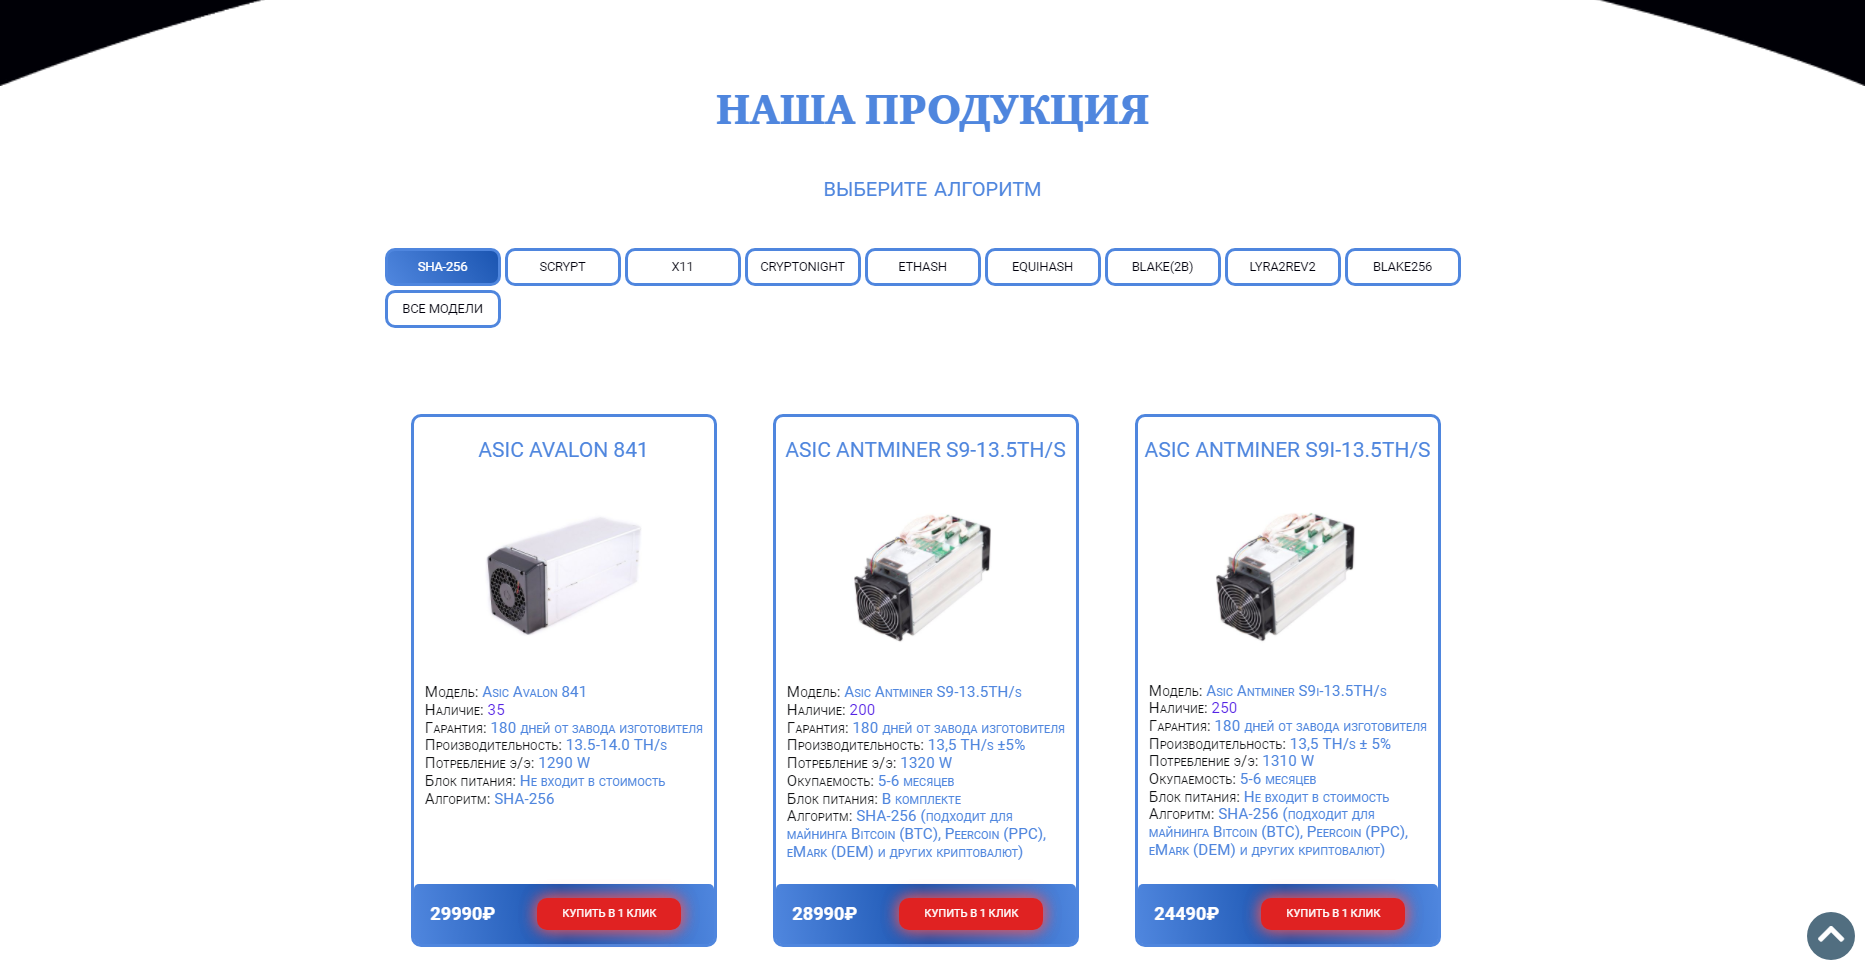 НАША ПРОДУКЦИЯ
ВЫБЕРИТЕ АЛГОРИТМ
SHA-256
SCRYPT
X11
CRYPTONIGHT
ETHASH
EQUIHASH
BLAKE(2B)
LYRA2REV2
BLAKE256
ВСЕ МОДЕЛИ
ASIC AVALON 841
Модель: Asic Avalon 841
Наличие: 35
Гарантия: 180 дней от завода изготовителя
Производительность: 13.5-14.0 TH/s
Потребление э/э: 1290 W
Блок питания: Не входит в стоимость
Алгоритм: SHA-256
29990₽
КУПИТЬ В 1 КЛИК
ASIC ANTMINER S9-13.5TH/S
Модель: Asic Antminer S9-13.5TH/s
Наличие: 200
Гарантия: 180 дней от завода изготовителя
Производительность: 13,5 TH/s ±5%
Потребление э/э: 1320 W
Окупаемость: 5-6 месяцев
Блок питания: В комплекте
Алгоритм: SHA-256 (подходит для
майнинга Bitcoin (BTC), Peercoin (PPC),
eMark (DEM) и других криптовалют)
28990₽
КУПИТЬ В 1 КЛИК
ASIC ANTMINER S9I-13.5TH/S
Модель: Asic Antminer S9i-13.5TH/s
Наличие: 250
Гарантия: 180 дней от завода изготовителя
Производительность: 13,5 TH/s ± 5%
Потребление э/э: 1310 W
Окупаемость: 5-6 месяцев
Блок питания: Не входит в стоимость
Алгоритм: SHA-256 (подходит для
майнинга Bitcoin (BTC), Peercoin (PPC),
eMark (DEM) и других криптовалют)
24490₽
КУПИТЬ В 1 КЛИК